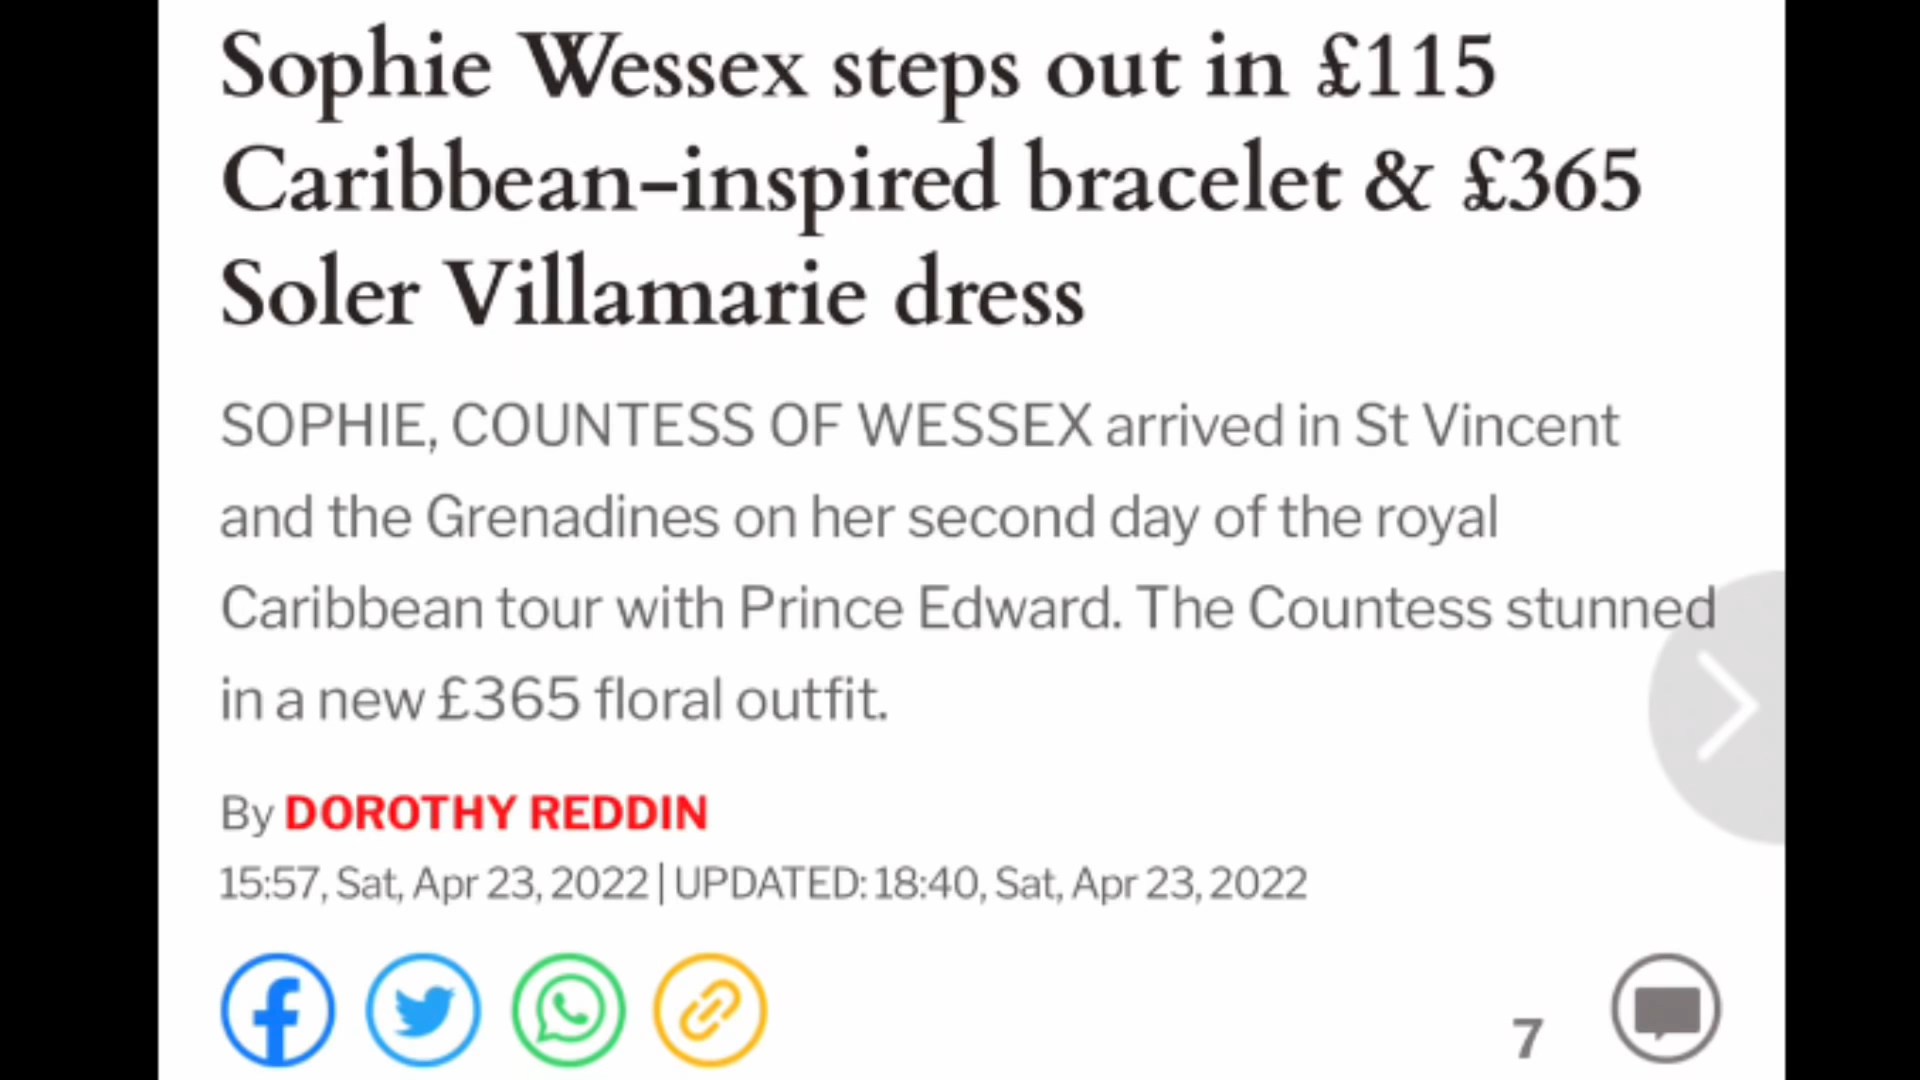 Sophie Wessex steps out in £115
Caribbean-inspired bracelet & £365
Soler Villamarie dress
SOPHIE, COUNTESS OF WESSEX arrived in St Vincent
and the Grenadines on her second day of the royal
Caribbean tour with Prince Edward. The Countess stunned
in a new £365 floral outfit.
By DOROTHY REDDIN
15:57, Sat, Apr 23, 2022 | UPDATED: 18:40, Sat, Apr 23, 2022
7